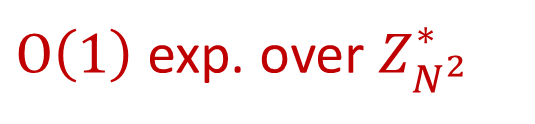 O(1) exp. over Z*_{N^2}